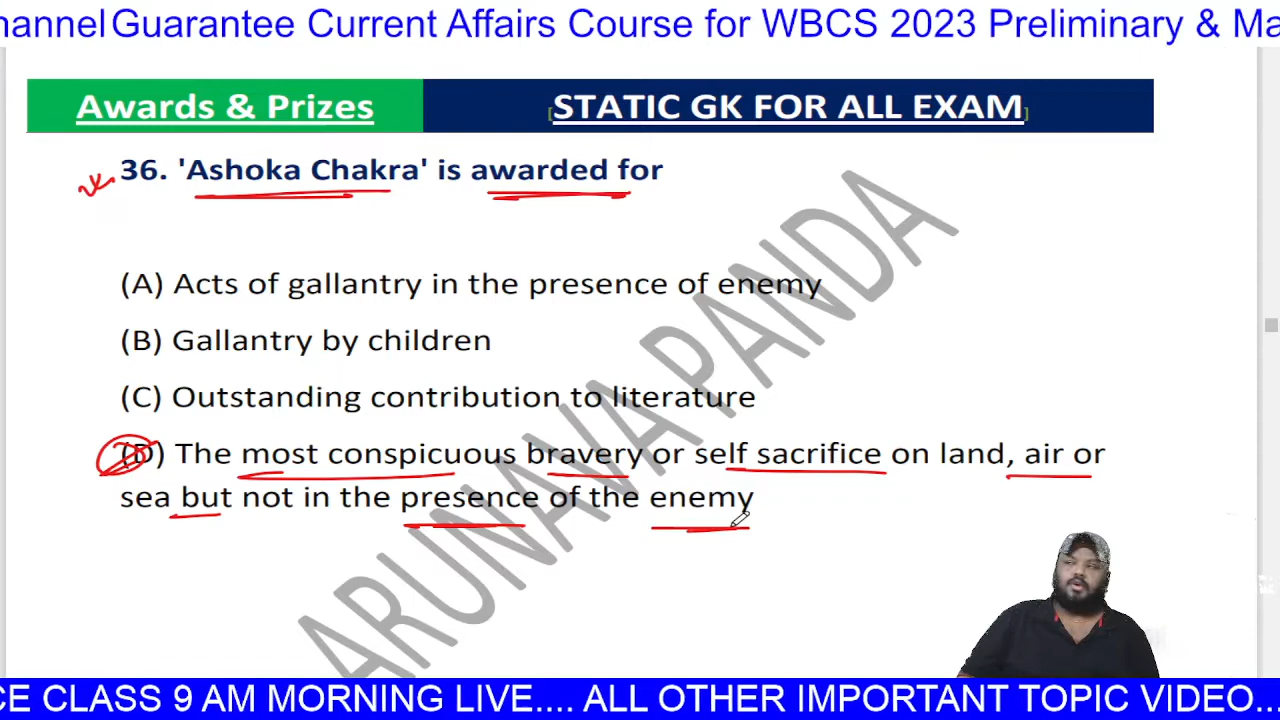 hannel Guarantee Current Affairs Course for WBCS 2023 Preliminary & Ma
Awards & Prizes
[STATIC GK FOR ALL EXAM]
36. 'Ashoka Chakra' is awarded for
(A) Acts of gallantry in the presence of enemy
(B) Gallantry by children
(C) Outstanding contribution to literature
(D) The most conspicuous bravery or self sacrifice on land, air or
sea but not in the presence of the enemy
ARUNAVA PANDA
CE CLASS 9 AM MORNING LIVE.... ALL OTHER IMPORTANT TOPIC VIDEO...